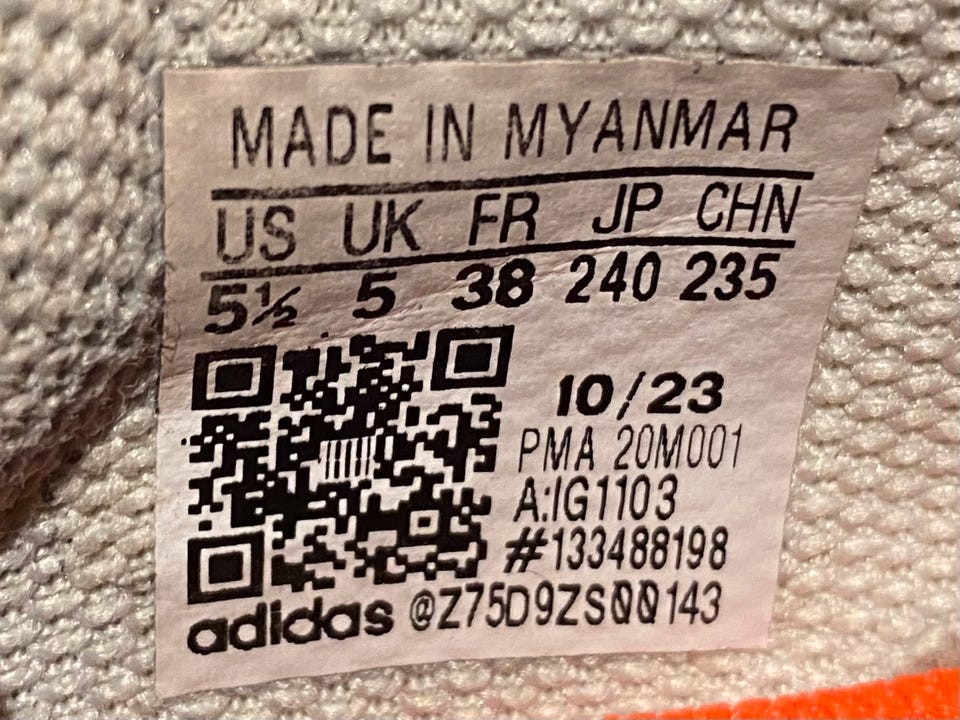 MADE IN MYANMAR
US UK FR JP CHN
5½ 5 38 240 235
10/23
PMA 20M001
A:IG1103
#133488198
adidas @Z75D9ZS00143